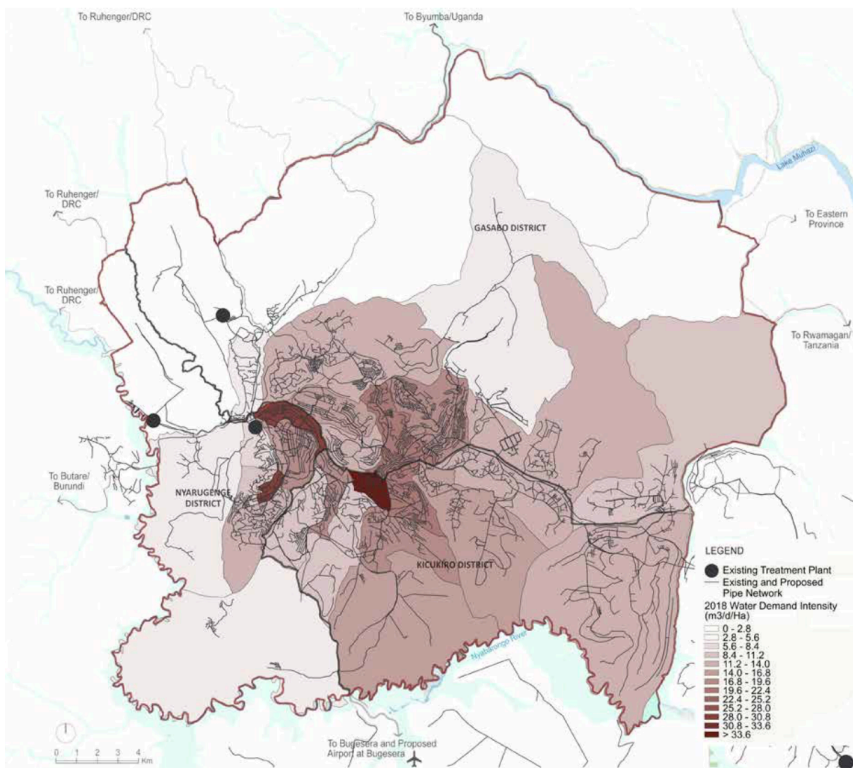 To Ruhenger/DRC
To Byumba/Uganda
Lake Muhazi
To Ruhenger/
DRC
To Eastern
Province
GASABO DISTRICT
To Ruhenger/
DRC
To Rwamagan/
Tanzania
To Butare/
Burundi
NYARUGENGE
DISTRICT
KICUKIRO DISTRICT
Nyabarongo River
To Bugesera and Proposed
Airport at Bugesera
0 1 2 3 4
Km
LEGEND
Existing Treatment Plant
Existing and Proposed
Pipe Network
2018 Water Demand Intensity
(m3/d/Ha)
0 - 2.8
2.8 - 5.6
5.6 - 8.4
8.4 - 11.2
11.2 - 14.0
14.0 - 16.8
16.8 - 19.6
19.6 - 22.4
22.4 - 25.2
25.2 - 28.0
28.0 - 30.8
30.8 - 33.6
> 33.6